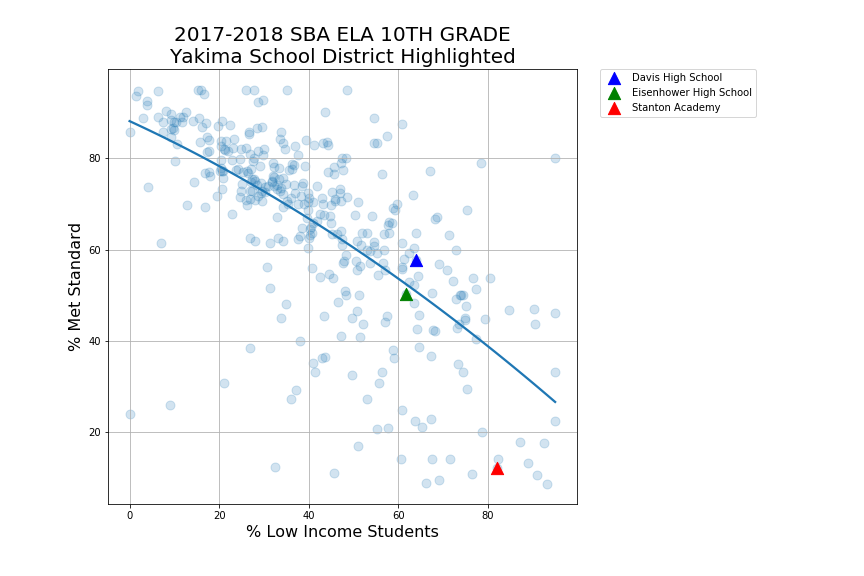 2017-2018 SBA ELA 10TH GRADE
Yakima School District Highlighted
Davis High School
Eisenhower High School
Stanton Academy
% Met Standard
80
60
40
20
0 20 40 60 80
% Low Income Students